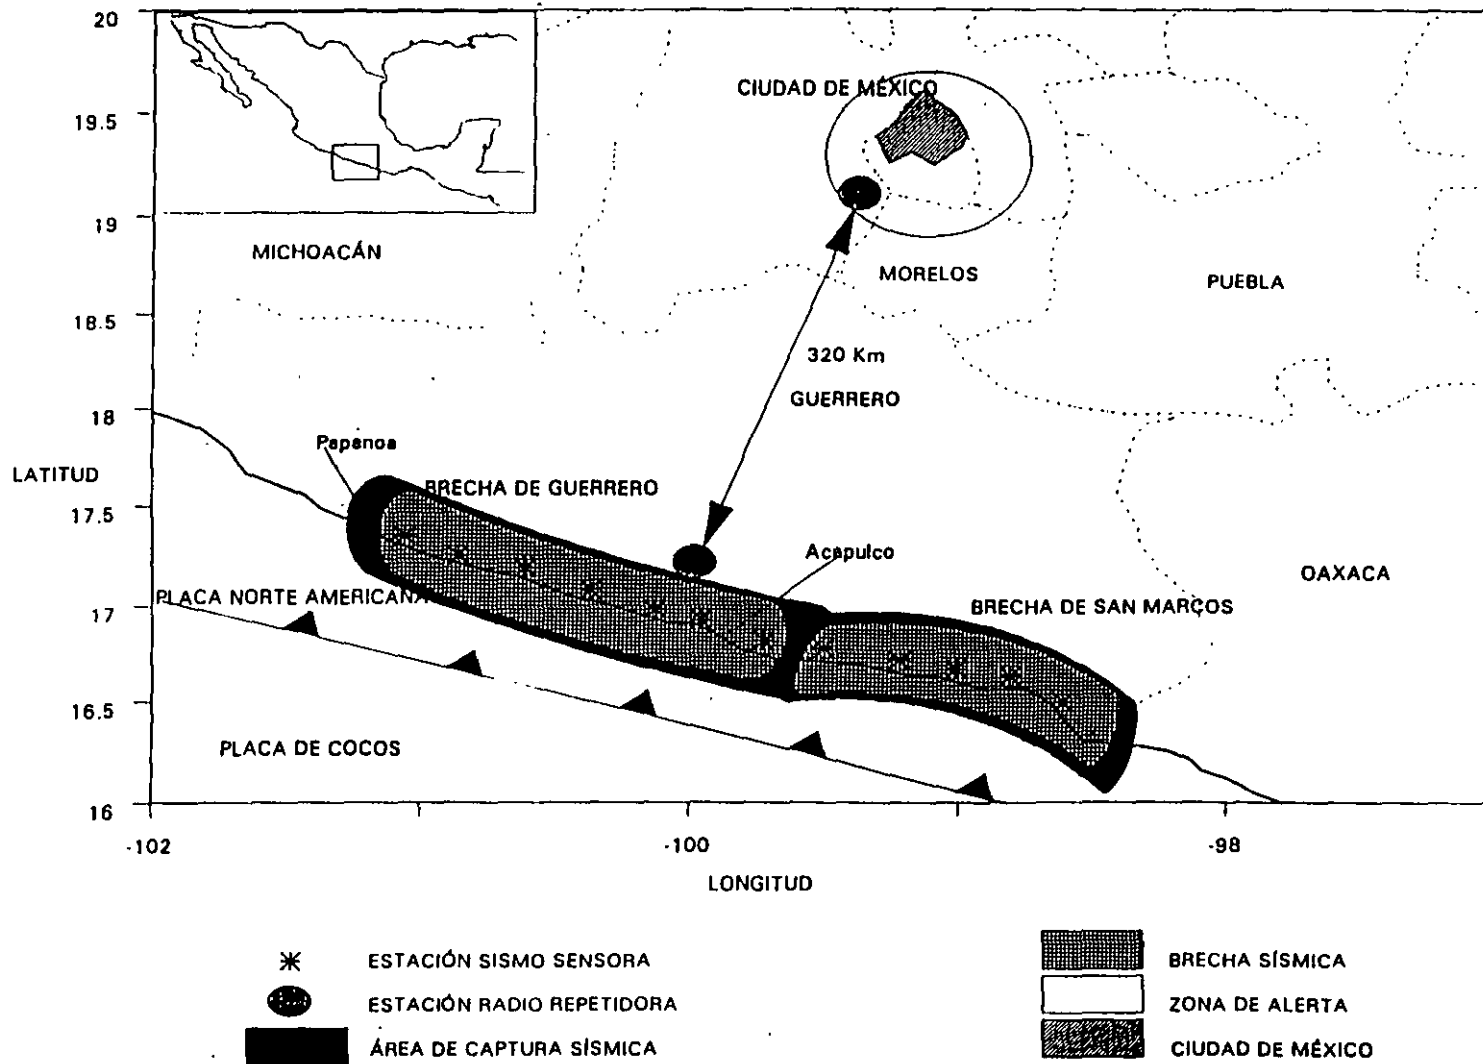 20
CIUDAD DE MÉXICO
19.5
19
MICHOACÁN
MORELOS
PUEBLA
18.5
320 Km
GUERRERO
18
Papanoa
LATITUD
BRECHA DE GUERRERO
17.5
Acapulco
OAXACA
PLACA NORTE AMERICANA
17
BRECHA DE SAN MARCOS
16.5
PLACA DE COCOS
16
-102
-100
-98
LONGITUD
ESTACIÓN SISMO SENSORA
ESTACIÓN RADIO REPETIDORA
ÁREA DE CAPTURA SÍSMICA
BRECHA SÍSMICA
ZONA DE ALERTA
CIUDAD DE MÉXICO